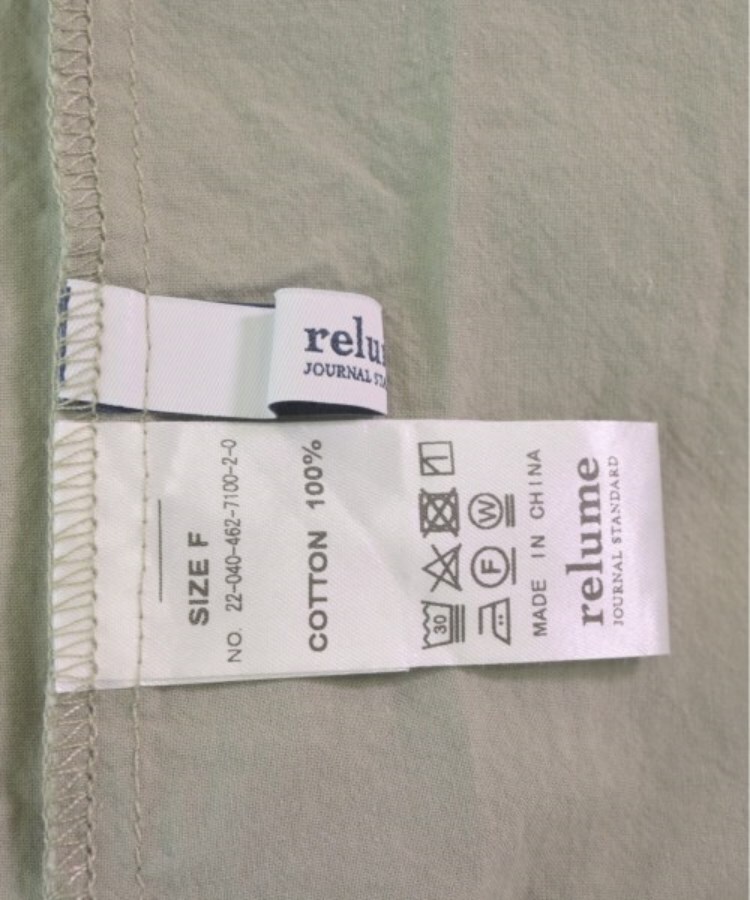 relu
JOURNAL STA
SIZE F
NO. 22-040-462-7100-2-0
COTTON 100%
30
F W
MADE IN CHINA
relume
JOURNAL STANDARD